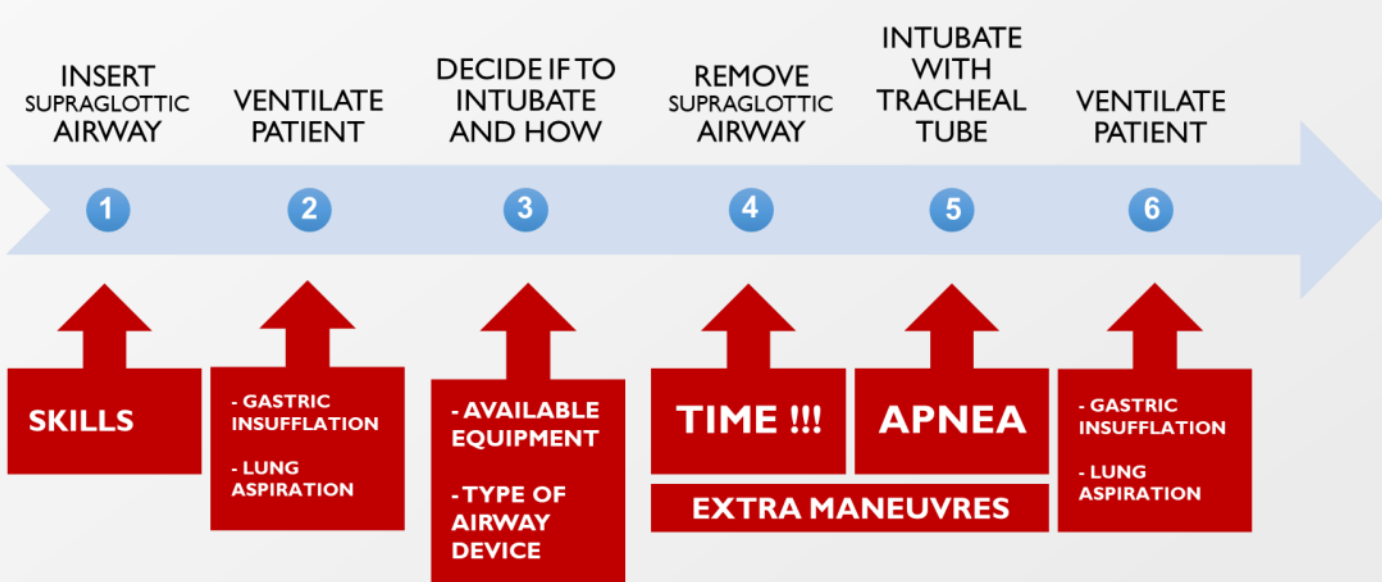 INSERT
SUPRAGLOTTIC
AIRWAY
VENTILATE
PATIENT
DECIDE IF TO
INTUBATE
AND HOW
REMOVE
SUPRAGLOTTIC
AIRWAY
INTUBATE
WITH
TRACHEAL
TUBE
VENTILATE
PATIENT
1
2
3
4
5
6
SKILLS
- GASTRIC
INSUFFLATION
- LUNG
ASPIRATION
- AVAILABLE
EQUIPMENT
- TYPE OF
AIRWAY
DEVICE
TIME !!!
APNEA
EXTRA MANEUVRES
- GASTRIC
INSUFFLATION
- LUNG
ASPIRATION